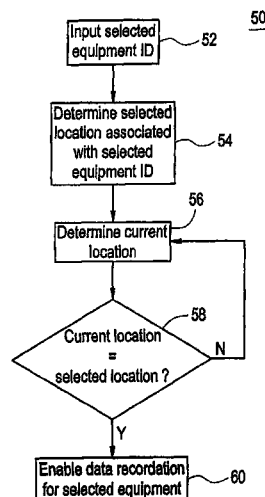 50
Input selected
equipment ID
52
Determine selected
location associated
with selected
equipment ID
54
56
Determine current
location
58
Current location
=
selected location ?
N
Y
Enable data recordation
for selected equipment
60